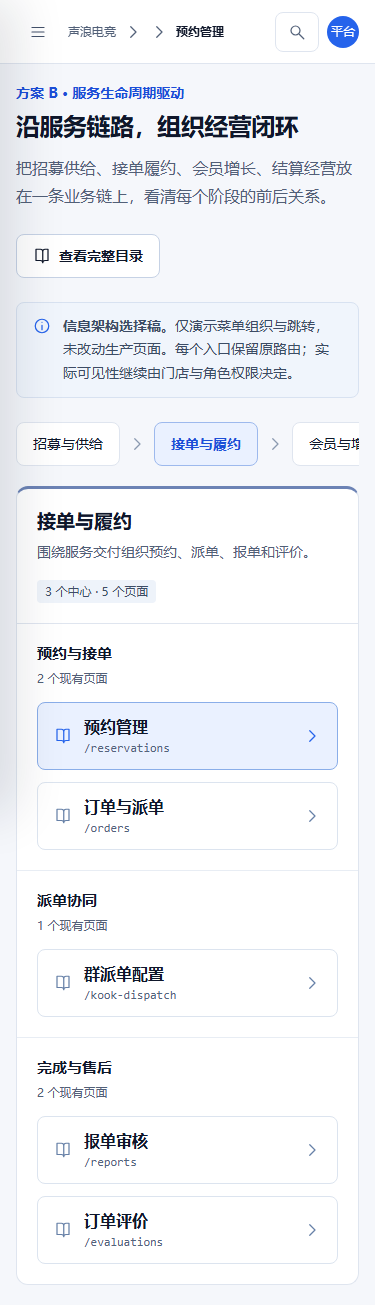 声浪电竞 预约管理 平台
方案 B • 服务生命周期驱动
沿服务链路，组织经营闭环
把招募供给、接单履约、会员增长、结算经营放
在一条业务链上，看清每个阶段的前后关系。
查看完整目录
信息架构选择稿。仅演示菜单组织与跳转，
未改动生产页面。每个入口保留原路由；实
际可见性继续由门店与角色权限决定。
招募与供给 接单与履约 会员与增
接单与履约
围绕服务交付组织预约、派单、报单和评价。
3 个中心 · 5 个页面
预约与接单
2 个现有页面
预约管理
/reservations
订单与派单
/orders
派单协同
1 个现有页面
群派单配置
/kook-dispatch
完成与售后
2 个现有页面
报单审核
/reports
订单评价
/evaluations